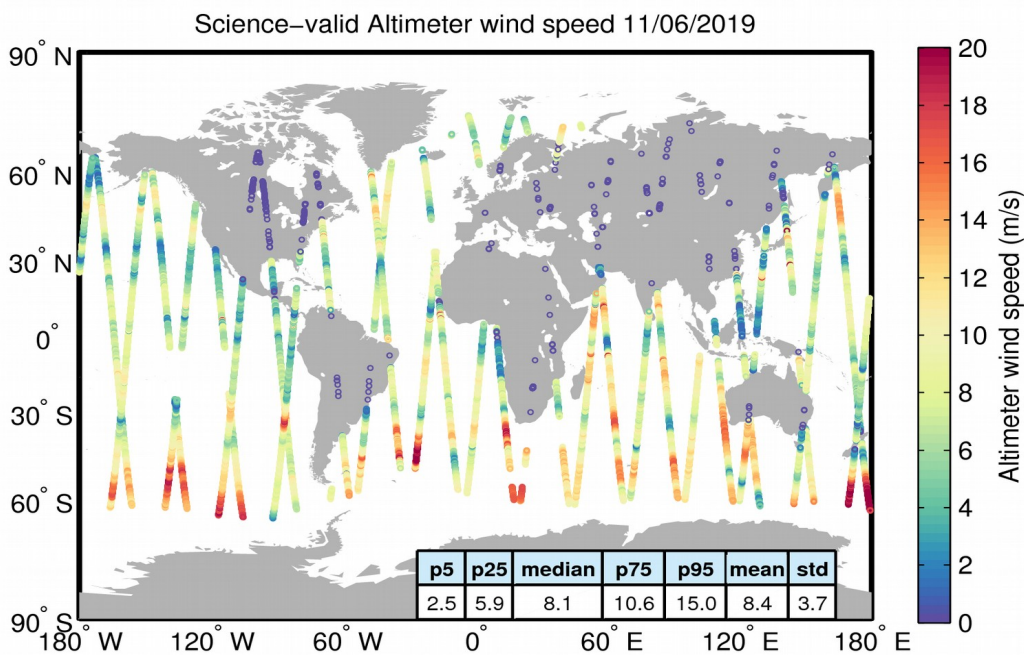 Science−valid Altimeter wind speed 11/06/2019
90° N
60° N
30° N
0°
30° S
60° S
90° S
180° W
120° W
60° W
0°
60° E
120° E
180° E
p5 p25 median p75 p95 mean std
2.5 5.9 8.1 10.6 15.0 8.4 3.7
20
18
16
14
12
10
8
6
4
2
0
Altimeter wind speed (m/s)